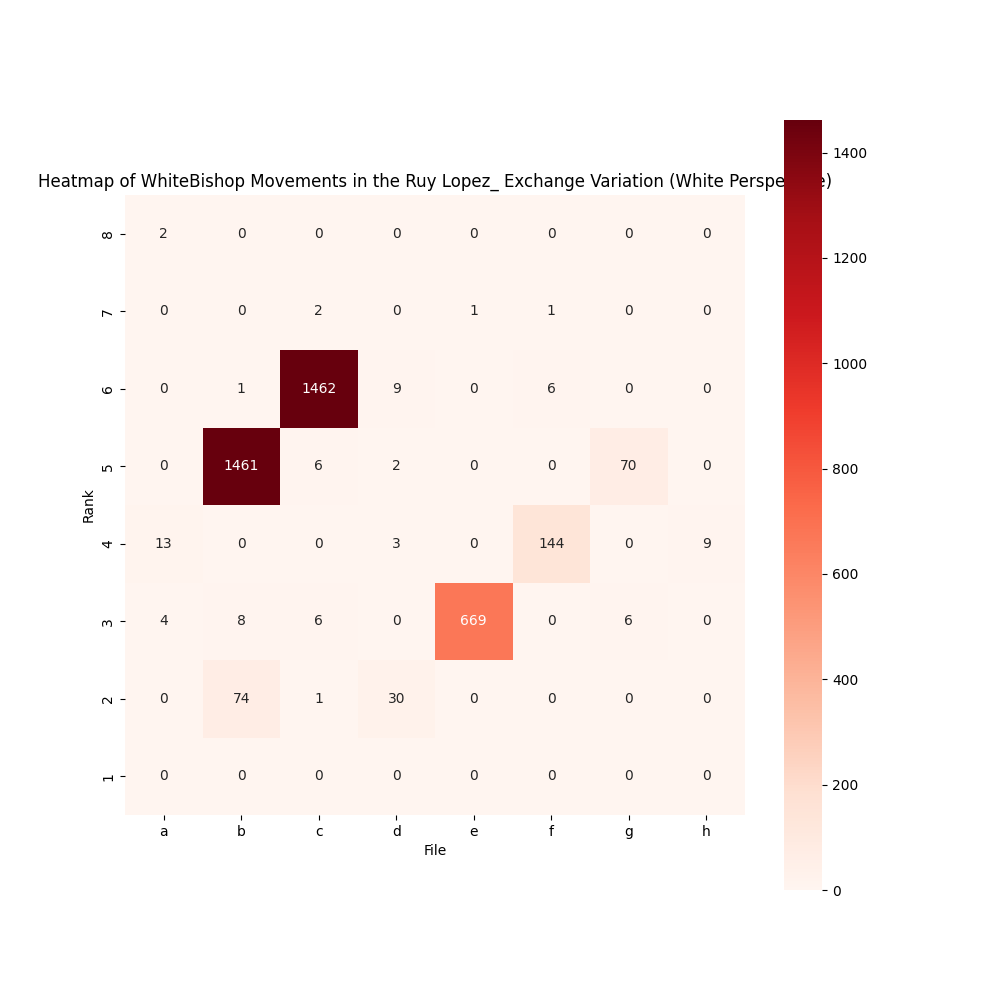 Heatmap of WhiteBishop Movements in the Ruy Lopez_ Exchange Variation (White Perspe e)
1400
1200
1000
800
600
400
200
0
8 2 0 0 0 0 0 0 0
7 0 0 2 0 1 1 0 0
6 0 1 1462 9 0 6 0 0
5 0 1461 6 2 0 0 70 0
4 13 0 0 3 0 144 0 9
3 4 8 6 0 669 0 6 0
2 0 74 1 30 0 0 0 0
1 0 0 0 0 0 0 0 0
Rank
a b c d e f g h
File